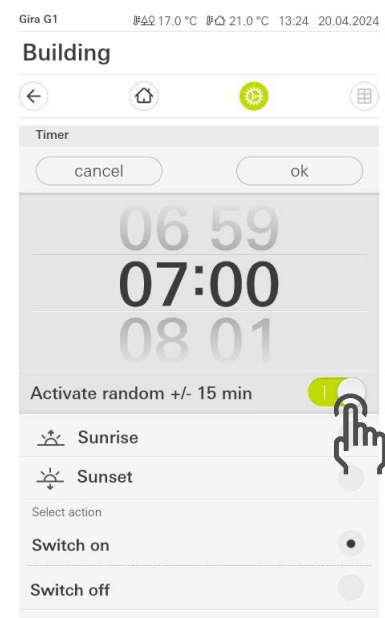 Gira G1 17.0 °C 21.0 °C 13:24 20.04.2024
Building
Timer
cancel ok
06 59
07:00
08 01
Activate random +/- 15 min
Sunrise
Sunset
Select action
Switch on
Switch off